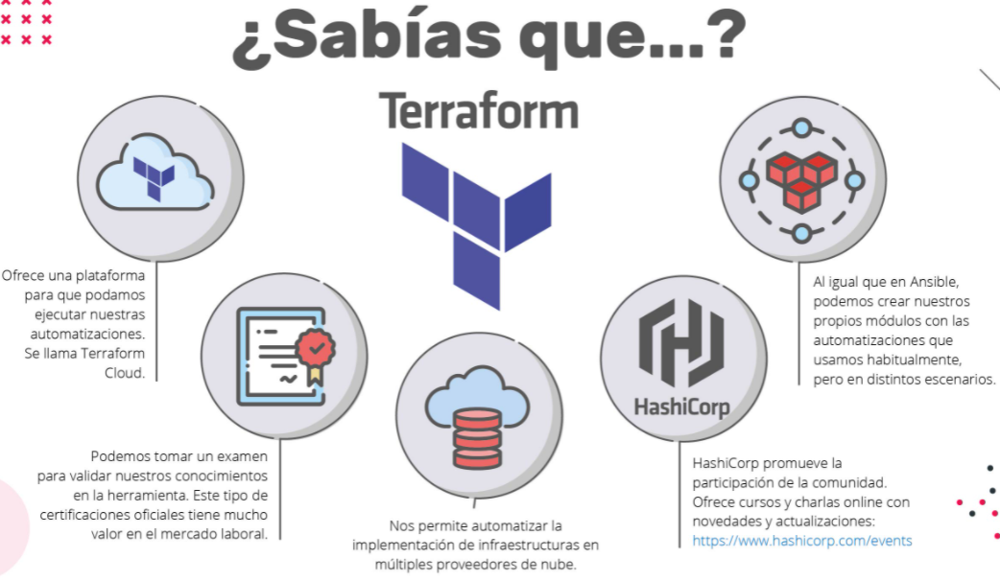 ¿Sabías que...?
Terraform
Ofrece una plataforma
para que podamos
ejecutar nuestras
automatizaciones.
Se llama Terraform
Cloud.
Podemos tomar un examen
para validar nuestros conocimientos
en la herramienta. Este tipo de
certificaciones oficiales tiene mucho
valor en el mercado laboral.
Nos permite automatizar la
implementación de infraestructuras en
múltiples proveedores de nube.
HashiCorp
HashiCorp promueve la
participación de la comunidad.
Ofrece cursos y charlas online con
novedades y actualizaciones:
https://www.hashicorp.com/events
Al igual que en Ansible,
podemos crear nuestros
propios módulos con las
automatizaciones que
usamos habitualmente,
pero en distintos escenarios.